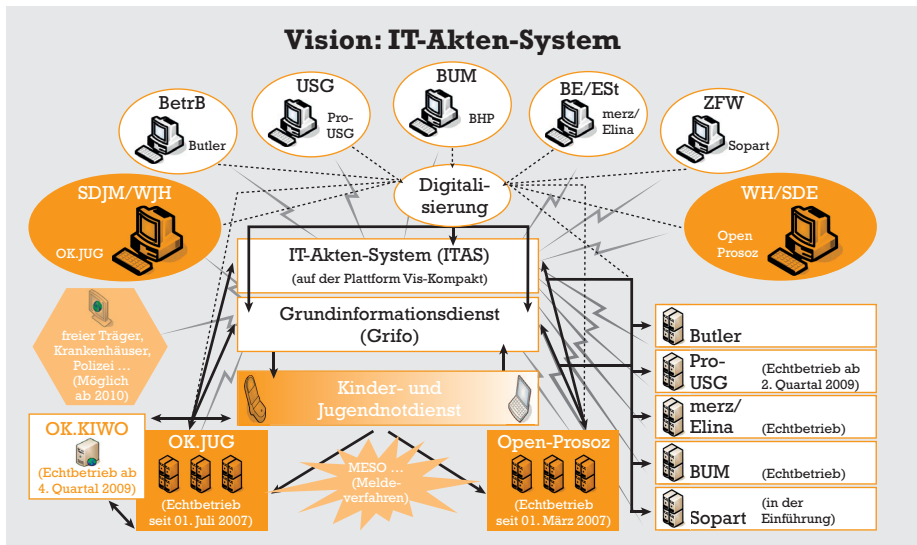 Vision: IT-Akten-System
BetrB
Butler
USG
Pro-
USG
BUM
BHP
BE/ESt
merz/
Elina
ZFW
Sopart
SDJM/WJH
OK.JUG
Digitali-
sierung
WH/SDE
Open
Prosoz
IT-Akten-System (ITAS)
(auf der Plattform Vis-Kompakt)
Grundinformationsdienst
(Grifo)
freier Träger,
Krankenhäuser,
Polizei ...
(Möglich
ab 2010)
Kinder- und
Jugendnotdienst
OK.KIWO
(Echtbetrieb ab
4. Quartal 2009)
OK.JUG
(Echtbetrieb
seit 01. Juli 2007)
MESO ...
(Melde-
verfahren)
Open-Prosoz
(Echtbetrieb
seit 01. März 2007)
Butler
Pro-
USG
(Echtbetrieb ab
2. Quartal 2009)
merz/
Elina
(Echtbetrieb)
BUM
(Echtbetrieb)
Sopart
(in der
Einführung)